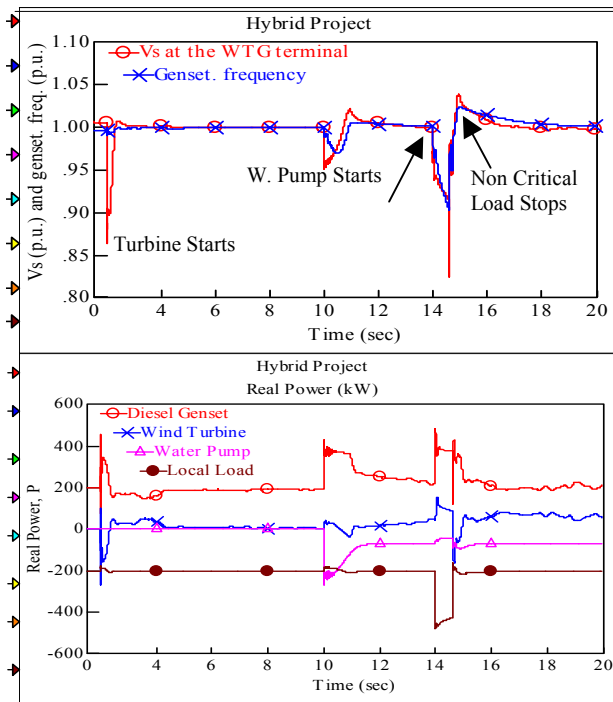 Hybrid Project
1.10
1.05
1.00
.95
.90
.85
.80
Vs (p.u.) and genset. freq. (p.u.)
Vs at the WTG terminal
Genset. frequency
W. Pump Starts
Non Critical
Load Stops
Turbine Starts
0 4 6 8 10 12 14 16 18 20
Time (sec)
Hybrid Project
Real Power (kW)
600
400
200
0
-200
-400
-600
Real Power, P
Diesel Genset
Wind Turbine
Water Pump
Local Load
0 4 6 8 10 12 14 16 20
Time (sec)